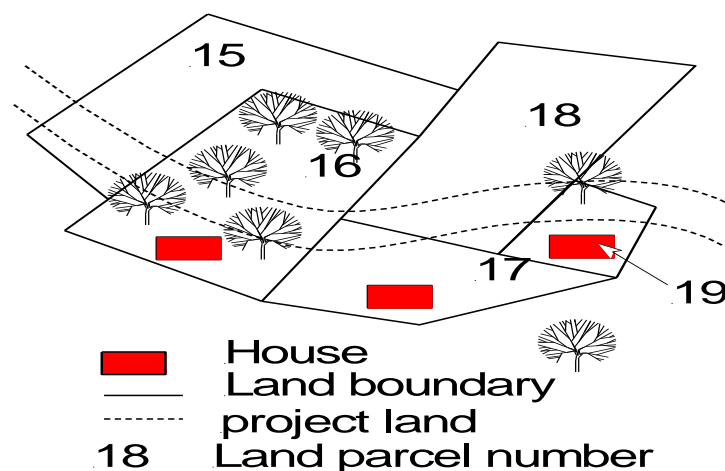 15
18
16
17
19
House
Land boundary
project land
18 Land parcel number